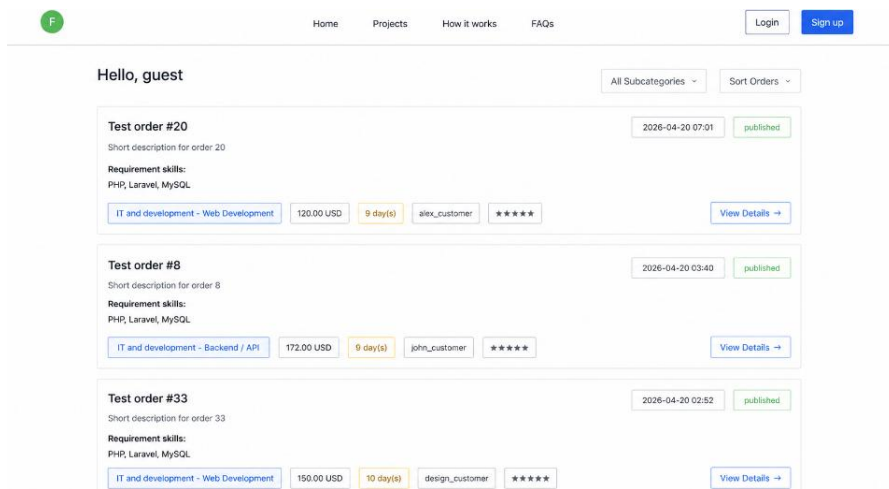 F Home Projects How it works FAQs Login Sign up
Hello, guest All Subcategories Sort Orders
Test order #20 2026-04-20 07:01 published
Short description for order 20
Requirement skills:
PHP, Laravel, MySQL
IT and development - Web Development 120.00 USD 9 day(s) alex_customer ★★★★★ View Details →
Test order #8 2026-04-20 03:40 published
Short description for order 8
Requirement skills:
PHP, Laravel, MySQL
IT and development - Backend / API 172.00 USD 9 day(s) john_customer ★★★★★ View Details →
Test order #33 2026-04-20 02:52 published
Short description for order 33
Requirement skills:
PHP, Laravel, MySQL
IT and development - Web Development 150.00 USD 10 day(s) design_customer ★★★★★ View Details →